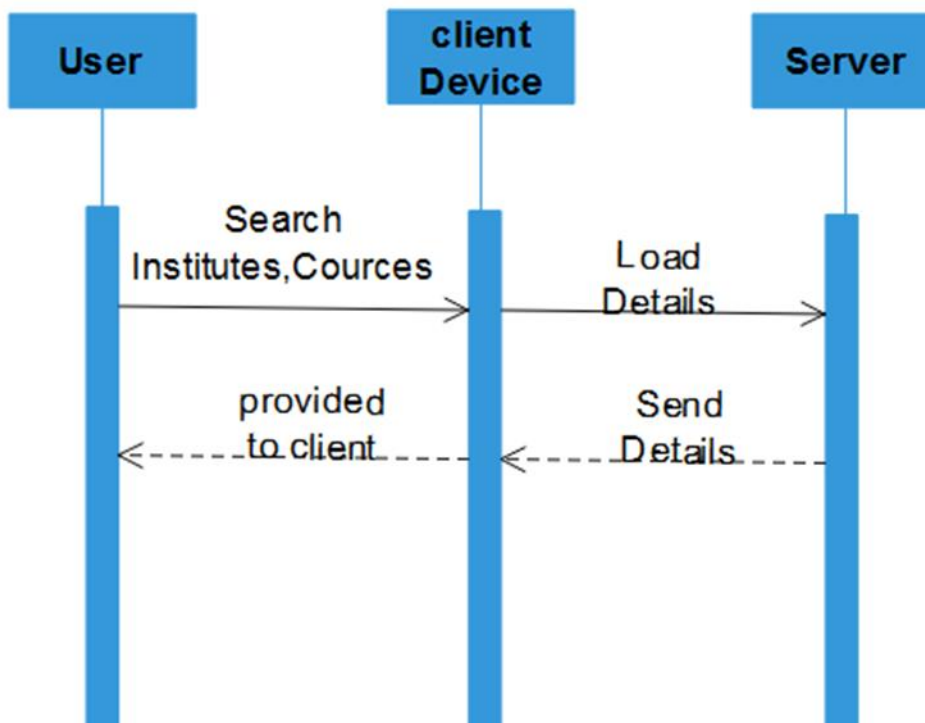 User
client
Device
Server
Search
Institutes,Cources
Load
Details
provided
to client
Send
Details